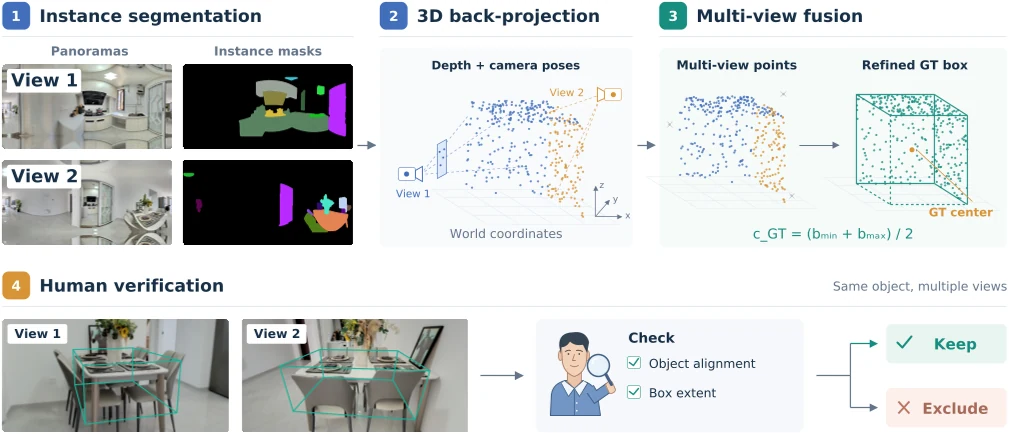 1 Instance segmentation
Panoramas
Instance masks
View 1
View 2
2 3D back-projection
Depth + camera poses
View 2
View 1
z
y
x
World coordinates
3 Multi-view fusion
Multi-view points
Refined GT box
GT center
c_GT = (bₘᵢₙ + bₘₐₓ) / 2
4 Human verification
Same object, multiple views
View 1
View 2
Check
Object alignment
Box extent
Keep
Exclude